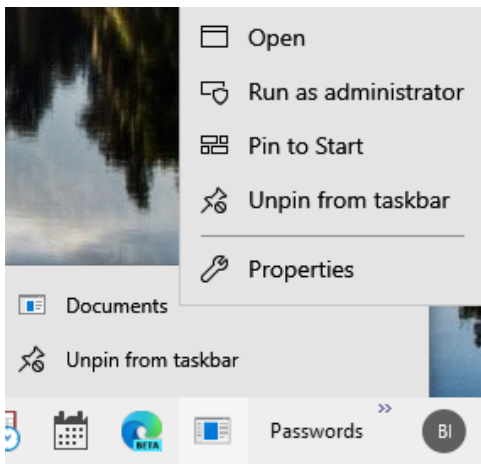 Open
Run as administrator
Pin to Start
Unpin from taskbar
Properties
Documents
Unpin from taskbar
BETA
Passwords
BI